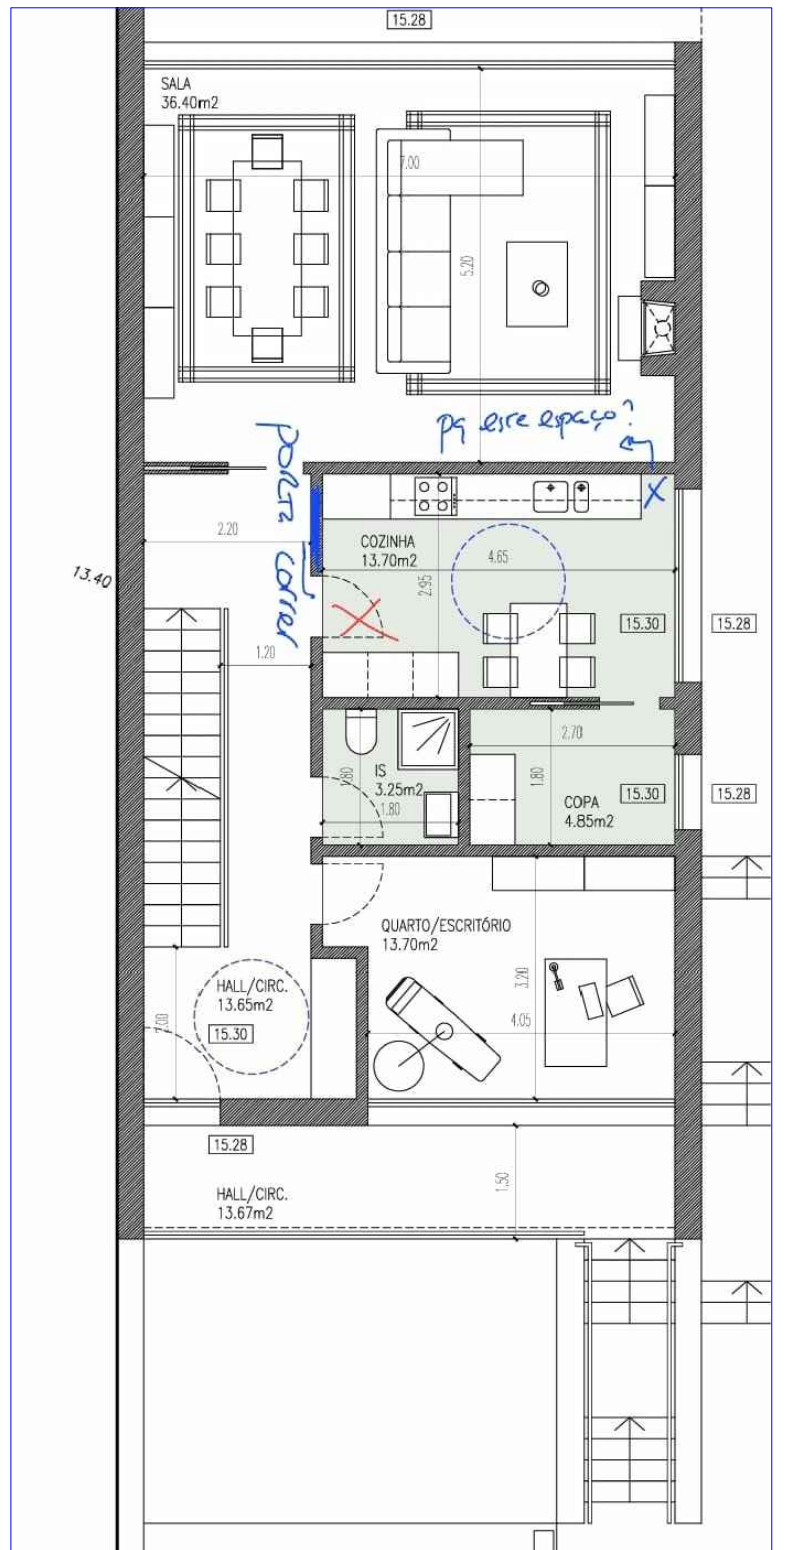 15.28
SALA
36.40m2
7.00
5.20
pq este espaço?
porta correr
X
2.20
COZINHA
13.70m2
4.65
2.95
13.40
15.30
15.28
1.20
2.70
1.80
IS
3.25m2
1.80
1.80
COPA
4.85m2
15.30
15.28
QUARTO/ESCRITÓRIO
13.70m2
3.20
4.05
HALL/CIRC.
13.65m2
15.30
2.00
15.28
HALL/CIRC.
13.67m2
1.50